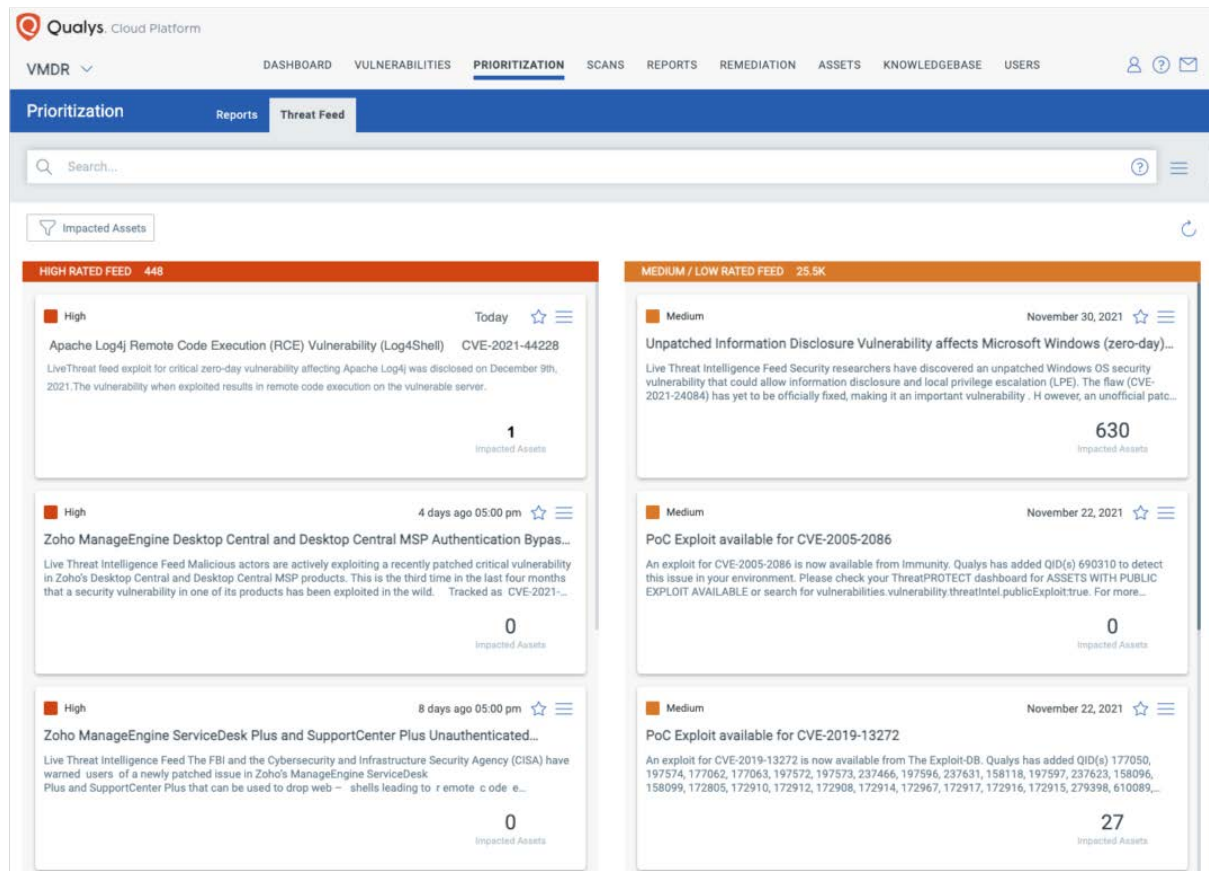 Qualys. Cloud Platform
VMDR
DASHBOARD VULNERABILITIES PRIORITIZATION SCANS REPORTS REMEDIATION ASSETS KNOWLEDGEBASE USERS
Prioritization Reports Threat Feed
Search...
Impacted Assets
HIGH RATED FEED 448
High Today
Apache Log4j Remote Code Execution (RCE) Vulnerability (Log4Shell) CVE-2021-44228
LiveThreat feed exploit for critical zero-day vulnerability affecting Apache Log4j was disclosed on December 9th,
2021.The vulnerability when exploited results in remote code execution on the vulnerable server.
1
Impacted Assets
High 4 days ago 05:00 pm
Zoho ManageEngine Desktop Central and Desktop Central MSP Authentication Bypas...
Live Threat Intelligence Feed Malicious actors are actively exploiting a recently patched critical vulnerability
in Zoho's Desktop Central and Desktop Central MSP products. This is the third time in the last four months
that a security vulnerability in one of its products has been exploited in the wild. Tracked as CVE-2021-...
0
Impacted Assets
High 8 days ago 05:00 pm
Zoho ManageEngine ServiceDesk Plus and SupportCenter Plus Unauthenticated...
Live Threat Intelligence Feed The FBI and the Cybersecurity and Infrastructure Security Agency (CISA) have
warned users of a newly patched issue in Zoho's ManageEngine ServiceDesk
Plus and SupportCenter Plus that can be used to drop web – shells leading to r emote c ode e...
0
Impacted Assets
MEDIUM / LOW RATED FEED 25.5K
Medium November 30, 2021
Unpatched Information Disclosure Vulnerability affects Microsoft Windows (zero-day)...
Live Threat Intelligence Feed Security researchers have discovered an unpatched Windows OS security
vulnerability that could allow information disclosure and local privilege escalation (LPE). The flaw (CVE-
2021-24084) has yet to be officially fixed, making it an important vulnerability . H owever, an unofficial patc...
630
Impacted Assets
Medium November 22, 2021
PoC Exploit available for CVE-2005-2086
An exploit for CVE-2005-2086 is now available from Immunity. Qualys has added QID(s) 690310 to detect
this issue in your environment. Please check your ThreatPROTECT dashboard for ASSETS WITH PUBLIC
EXPLOIT AVAILABLE or search for vulnerabilities.vulnerability.threatIntel.publicExploit:true. For more...
0
Impacted Assets
Medium November 22, 2021
PoC Exploit available for CVE-2019-13272
An exploit for CVE-2019-13272 is now available from The Exploit-DB. Qualys has added QID(s) 177050,
197574, 177062, 177063, 197572, 197573, 237466, 197596, 237631, 158118, 197597, 237623, 158096,
158099, 172805, 172910, 172912, 172908, 172914, 172967, 172917, 172916, 172915, 279398, 610089,...
27
Impacted Assets